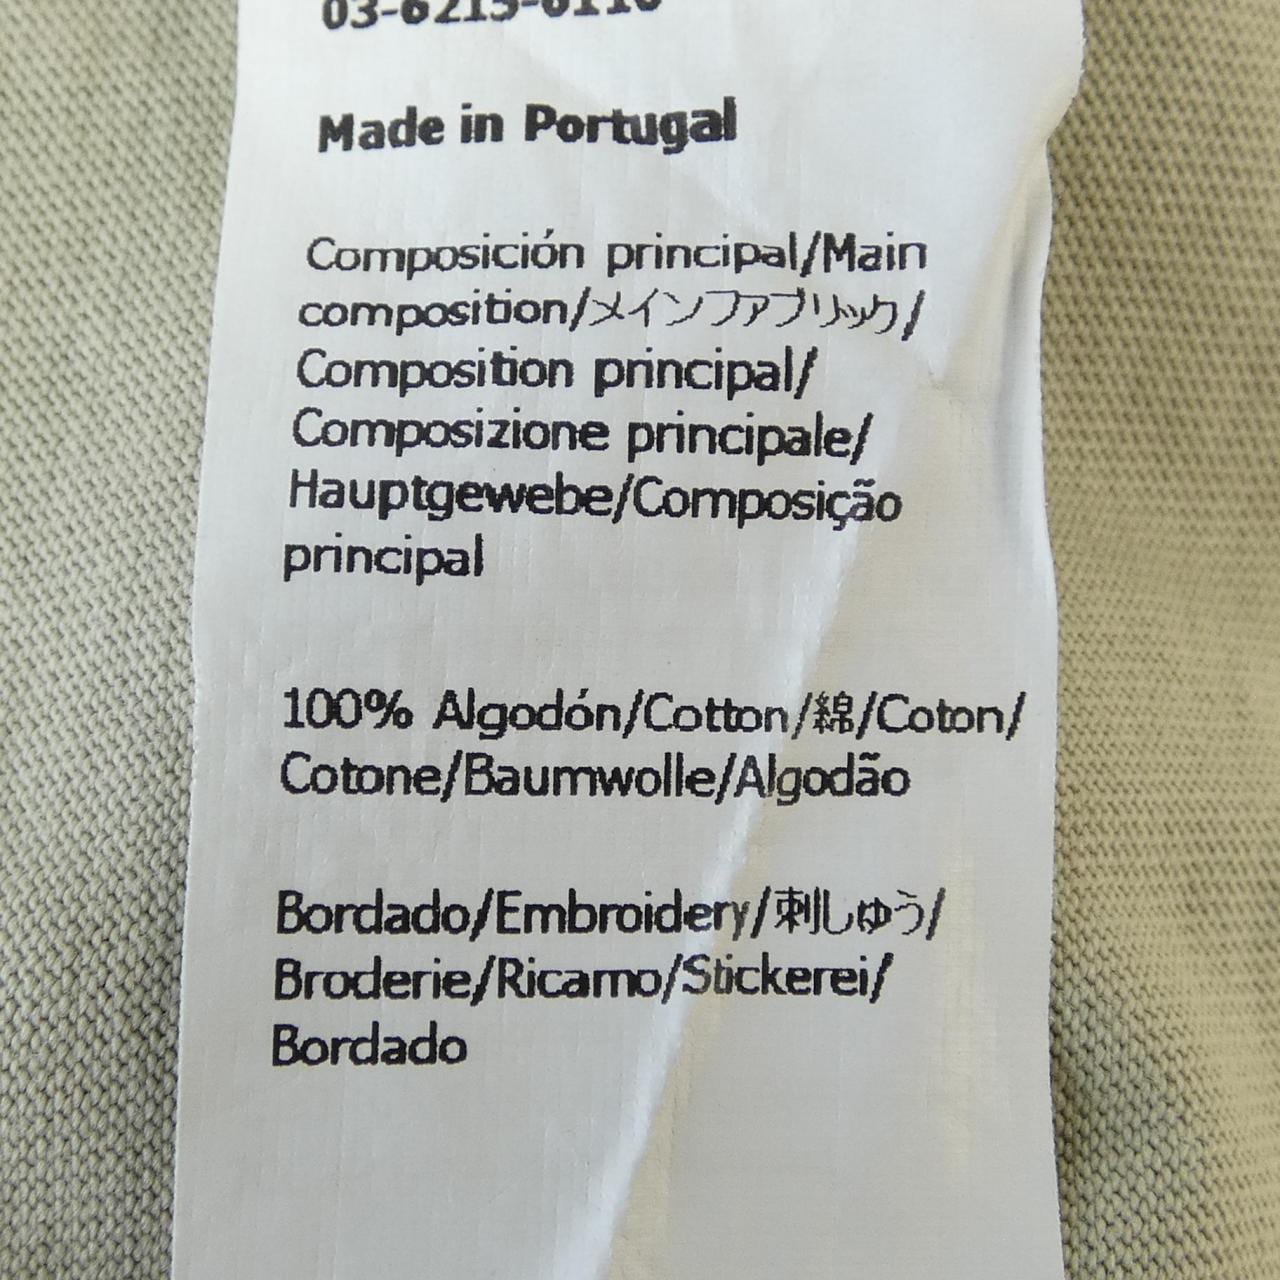 Made in Portugal
Composición principal/Main
composition/メインファブリック/
Composition principal/
Composizione principale/
Hauptgewebe/Composição
principal
100% Algodón/Cotton/綿/Coton/
Cotone/Baumwolle/Algodão
Bordado/Embroidery/刺しゅう/
Broderie/Ricamo/Stickerei/
Bordado